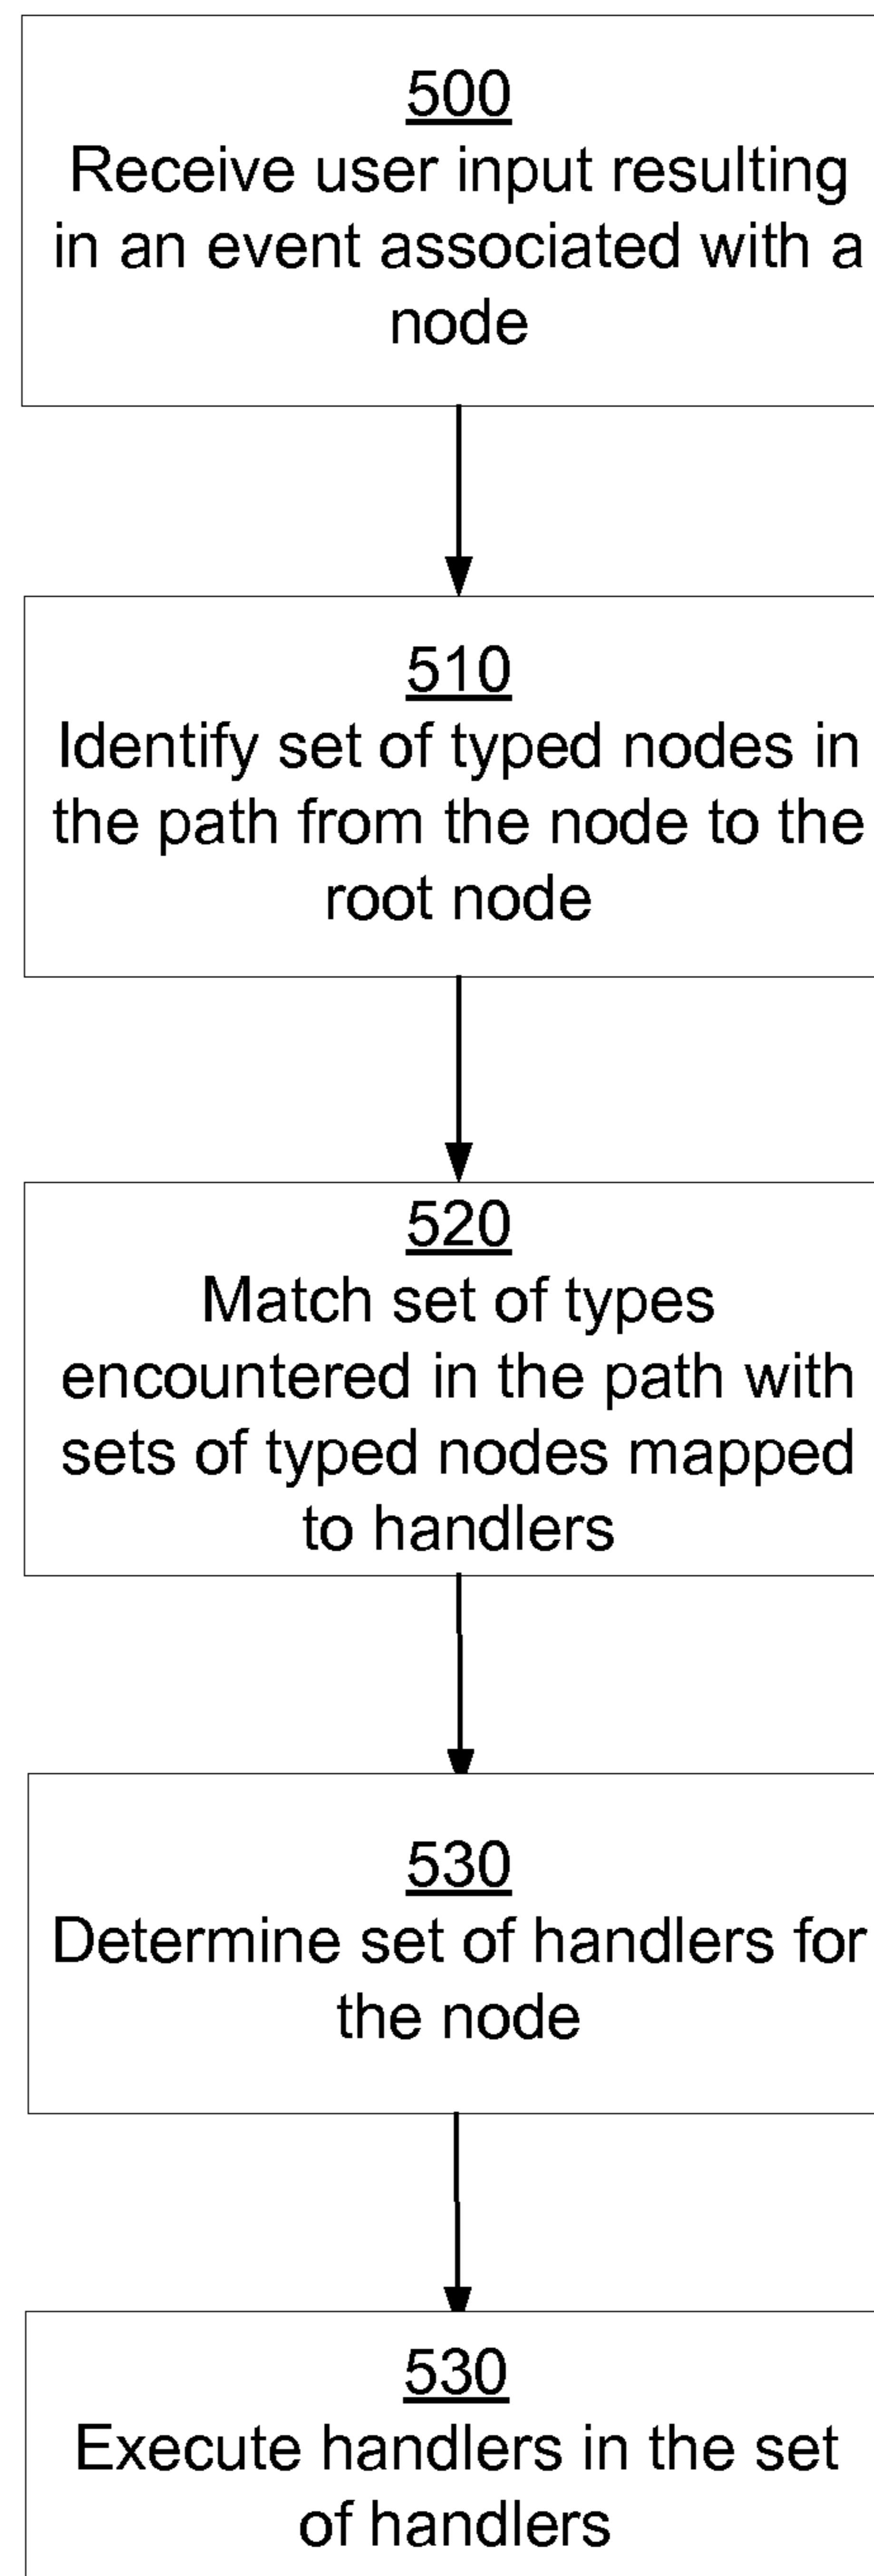 500
Receive user input resulting
in an event associated with a
node
510
Identify set of typed nodes in
the path from the node to the
root node
520
Match set of types
encountered in the path with
sets of typed nodes mapped
to handlers
530
Determine set of handlers for
the node
530
Execute handlers in the set
of handlers